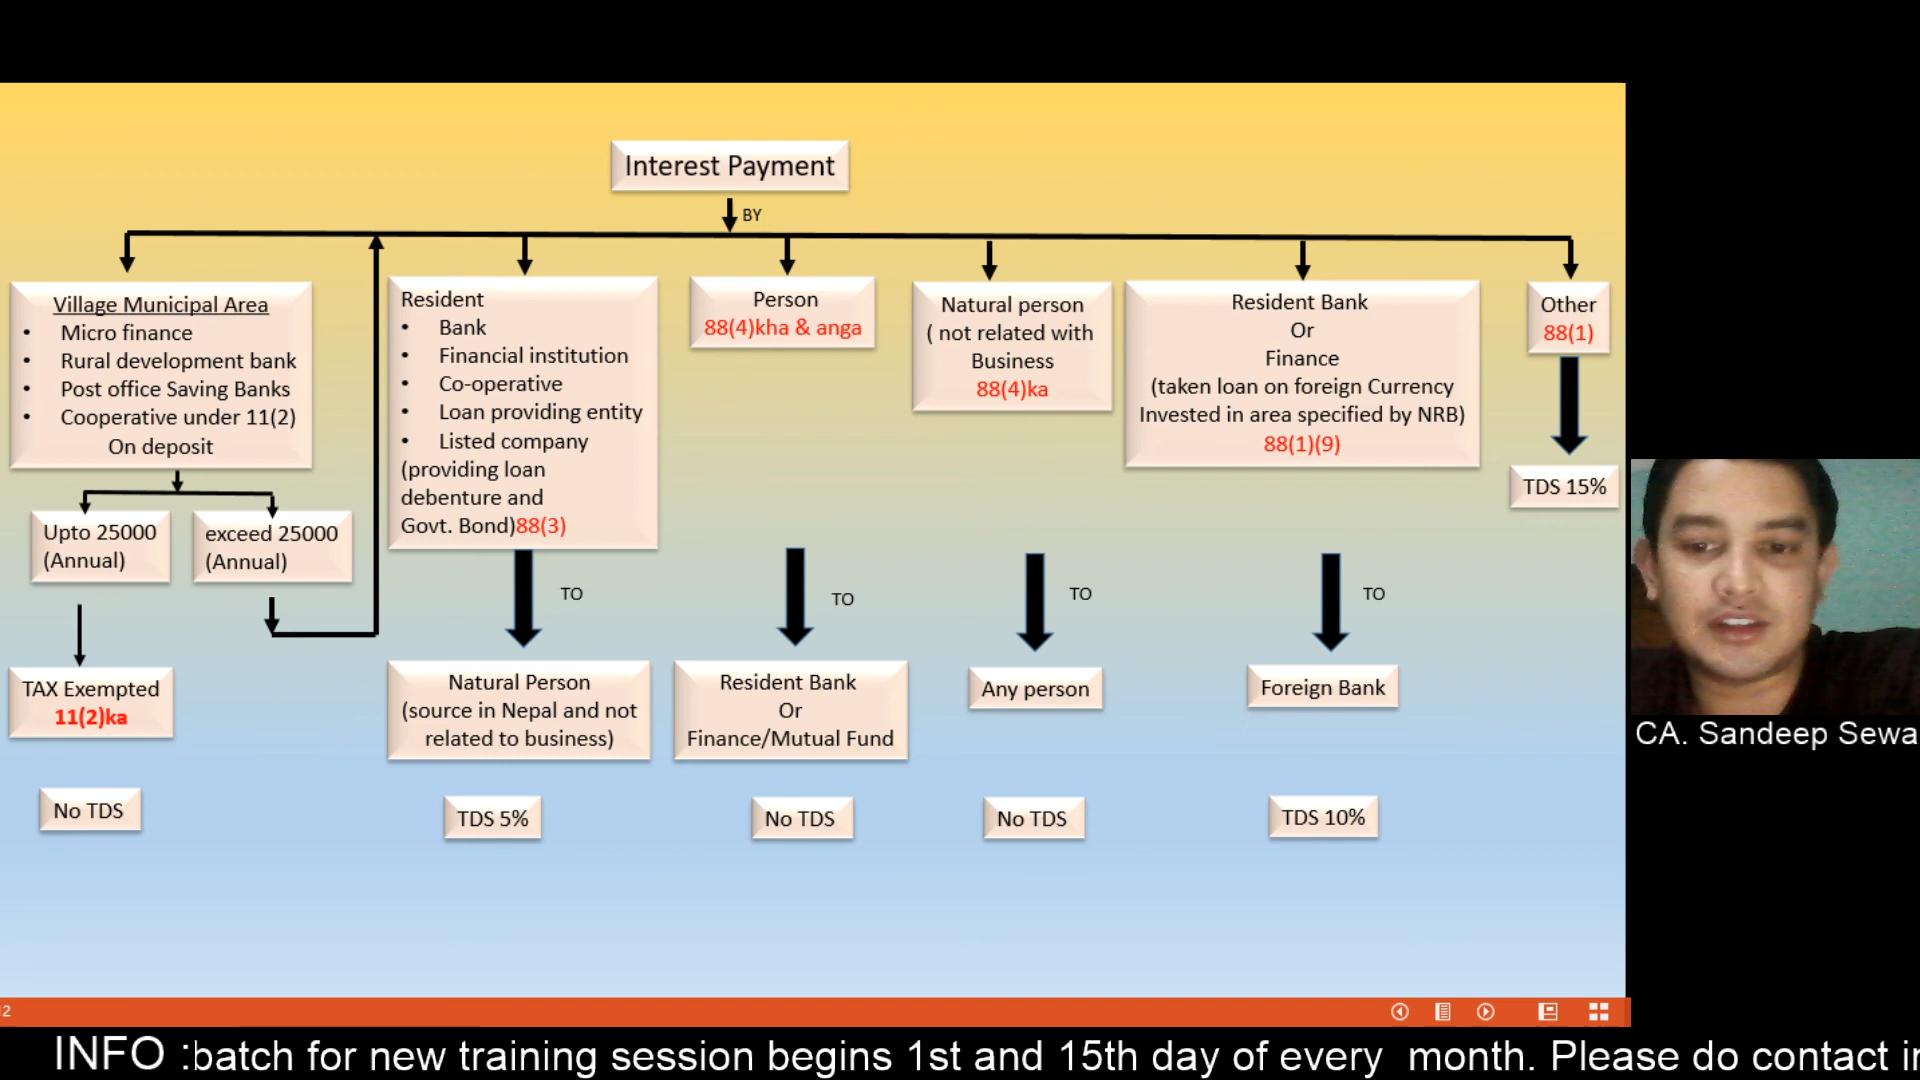 Interest Payment
BY
Village Municipal Area
• Micro finance
• Rural development bank
• Post office Saving Banks
• Cooperative under 11(2)
On deposit
Upto 25000
(Annual)
exceed 25000
(Annual)
TAX Exempted
11(2)ka
No TDS
Resident
• Bank
• Financial institution
• Co-operative
• Loan providing entity
• Listed company
(providing loan
debenture and
Govt. Bond)88(3)
TO
Natural Person
(source in Nepal and not
related to business)
TDS 5%
Person
88(4)kha & anga
TO
Resident Bank
Or
Finance/Mutual Fund
No TDS
Natural person
( not related with
Business
88(4)ka
TO
Any person
No TDS
Resident Bank
Or
Finance
(taken loan on foreign Currency
Invested in area specified by NRB)
88(1)(9)
TO
Foreign Bank
TDS 10%
Other
88(1)
TDS 15%
CA. Sandeep Sewa
INFO :batch for new training session begins 1st and 15th day of every month. Please do contact